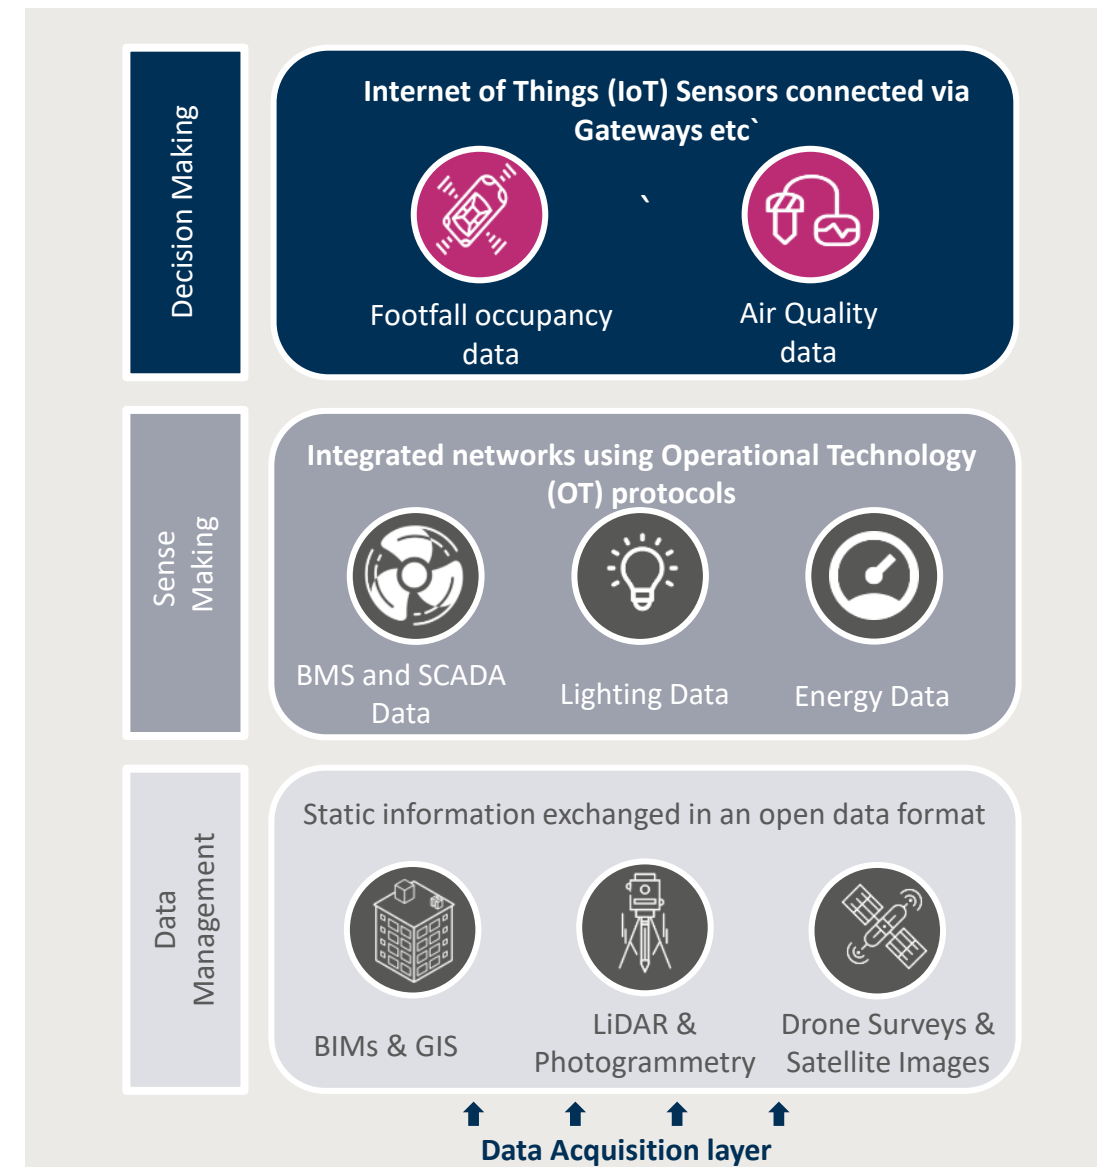 Decision Making
Internet of Things (IoT) Sensors connected via
Gateways etc`
`
Footfall occupancy
data
Air Quality
data
Sense
Making
Integrated networks using Operational Technology
(OT) protocols
BMS and SCADA
Data
Lighting Data
Energy Data
Data
Management
Static information exchanged in an open data format
BIMs & GIS
LiDAR &
Photogrammetry
Drone Surveys &
Satellite Images
Data Acquisition layer